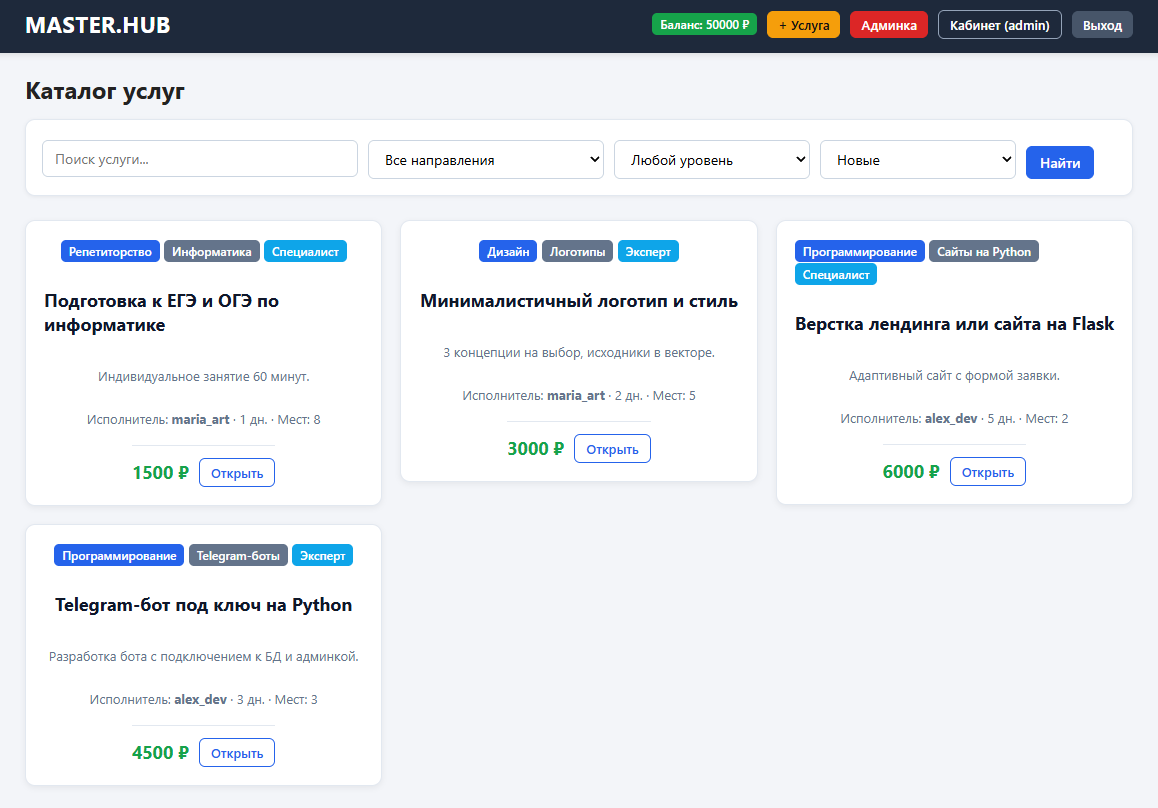 MASTER.HUB
Баланс: 50000 ₽
+ Услуга
Админка
Кабинет (admin)
Выход
Каталог услуг
Поиск услуги...
Все направления
Любой уровень
Новые
Найти
Репетиторство Информатика Специалист
Подготовка к ЕГЭ и ОГЭ по
информатике
Индивидуальное занятие 60 минут.
Исполнитель: maria_art · 1 дн. · Мест: 8
1500 ₽ Открыть
Дизайн Логотипы Эксперт
Минималистичный логотип и стиль
3 концепции на выбор, исходники в векторе.
Исполнитель: maria_art · 2 дн. · Мест: 5
3000 ₽ Открыть
Программирование Сайты на Python
Специалист
Верстка лендинга или сайта на Flask
Адаптивный сайт с формой заявки.
Исполнитель: alex_dev · 5 дн. · Мест: 2
6000 ₽ Открыть
Программирование Telegram-боты Эксперт
Telegram-бот под ключ на Python
Разработка бота с подключением к БД и админкой.
Исполнитель: alex_dev · 3 дн. · Мест: 3
4500 ₽ Открыть